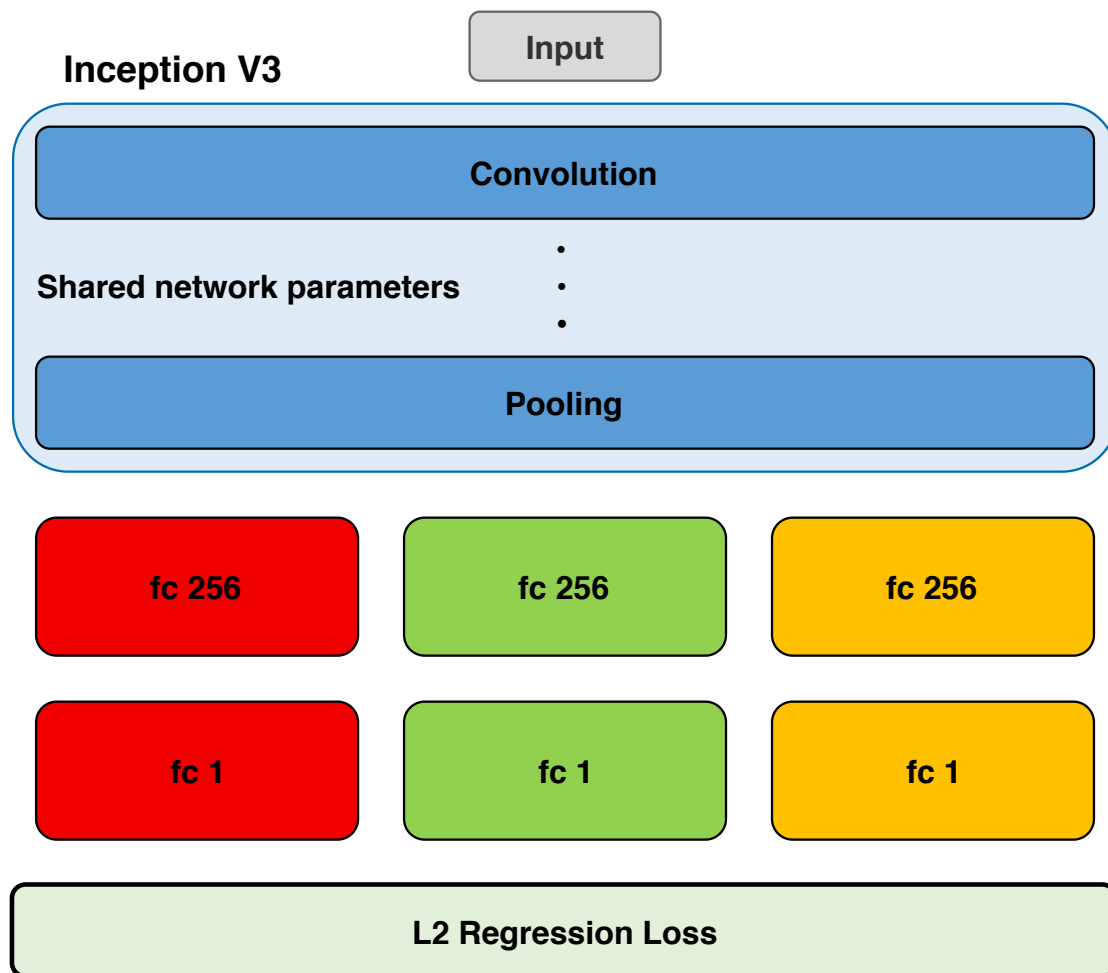 Input
Inception V3
Convolution
Shared network parameters
Pooling
fc 256
fc 256
fc 256
fc 1
fc 1
fc 1
L2 Regression Loss